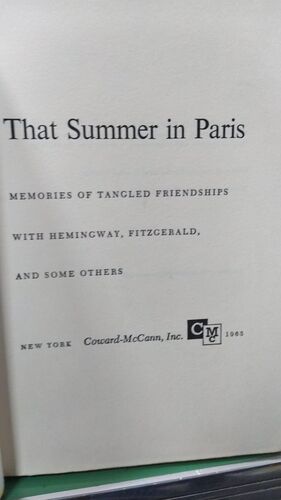 That Summer in Paris
MEMORIES OF TANGLED FRIENDSHIPS
WITH HEMINGWAY, FITZGERALD,
AND SOME OTHERS
NEW YORK Coward-McCann, Inc. C M C 1963